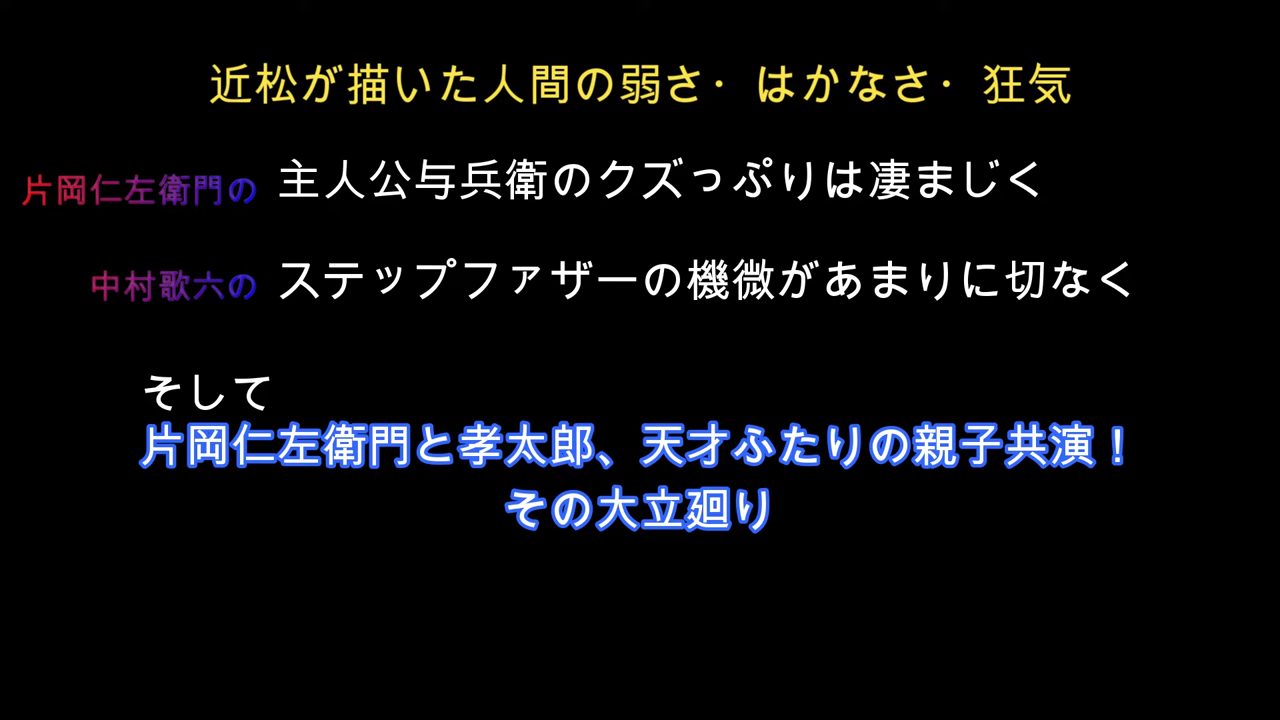 近松が描いた人間の弱さ・はかなさ・狂気
片岡仁左衛門の 主人公与兵衛のクズっぷりは凄まじく
中村歌六の ステップファザーの機微があまりに切なく
そして
片岡仁左衛門と孝太郎、天才ふたりの親子共演！
その大立廻り